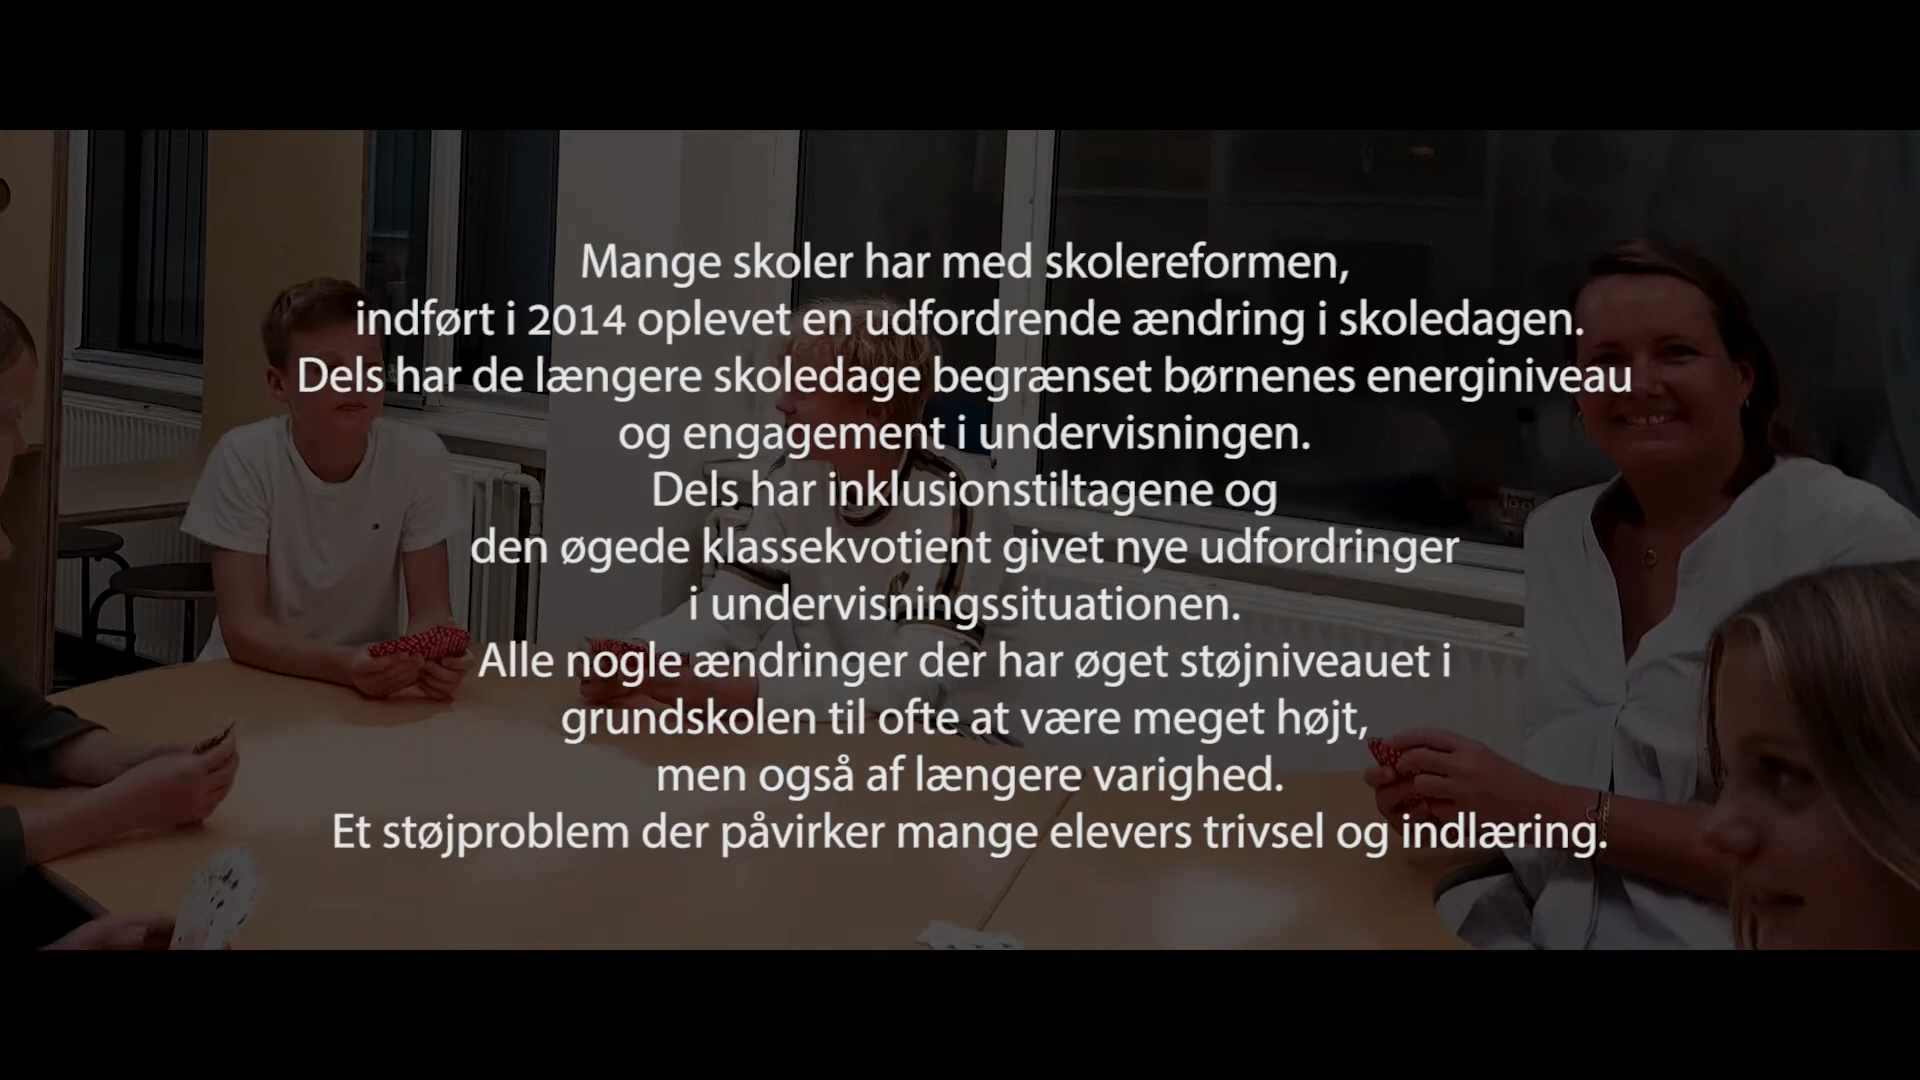 Mange skoler har med skolereformen,
indført i 2014 oplevet en udfordrende ændring i skoledagen.
Dels har de længere skoledage begrænset børnenes energiniveau
og engagement i undervisningen.
Dels har inklusionstiltagene og
den øgede klassekvotient givet nye udfordringer
i undervisningssituationen.
Alle nogle ændringer der har øget støjniveauet i
grundskolen til ofte at være meget højt,
men også af længere varighed.
Et støjproblem der påvirker mange elevers trivsel og indlæring.